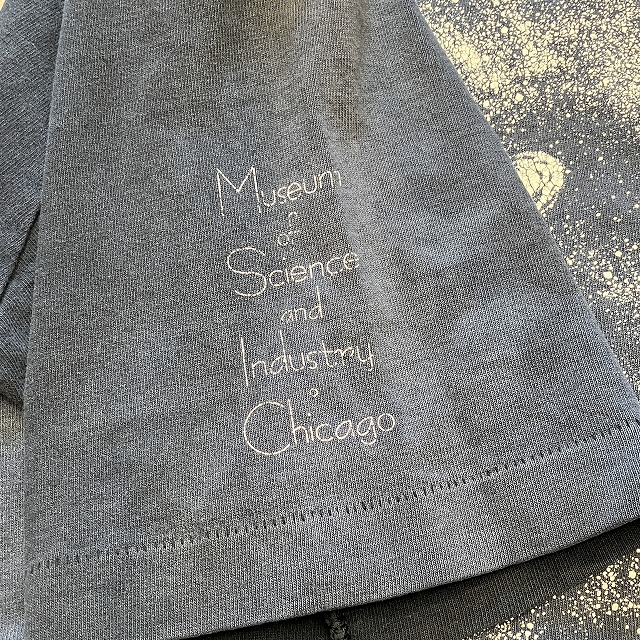 Museum
of
Science
and
Industry
Chicago